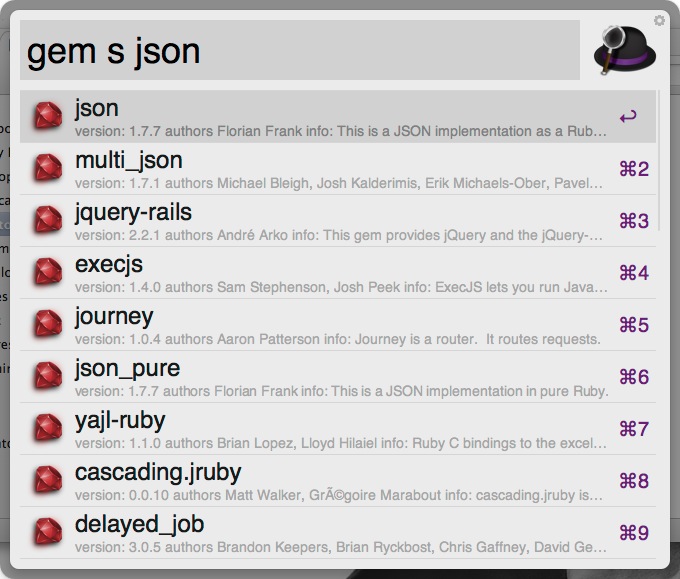 gem s json
json
version: 1.7.7 authors Florian Frank info: This is a JSON implementation as a Rub…
multi_json
version: 1.7.1 authors Michael Bleigh, Josh Kalderimis, Erik Michaels-Ober, Pavel…
⌘2
jquery-rails
version: 2.2.1 authors André Arko info: This gem provides jQuery and the jQuery-…
⌘3
execjs
version: 1.4.0 authors Sam Stephenson, Josh Peek info: ExecJS lets you run Java…
⌘4
journey
version: 1.0.4 authors Aaron Patterson info: Journey is a router.  It routes requests.
⌘5
json_pure
version: 1.7.7 authors Florian Frank info: This is a JSON implementation in pure Ruby.
⌘6
yajl-ruby
version: 1.1.0 authors Brian Lopez, Lloyd Hilaiel info: Ruby C bindings to the excel…
⌘7
cascading.jruby
version: 0.0.10 authors Matt Walker, GrÃ©goire Marabout info: cascading.jruby is…
⌘8
delayed_job
version: 3.0.5 authors Brandon Keepers, Brian Ryckbost, Chris Gaffney, David Ge…
⌘9